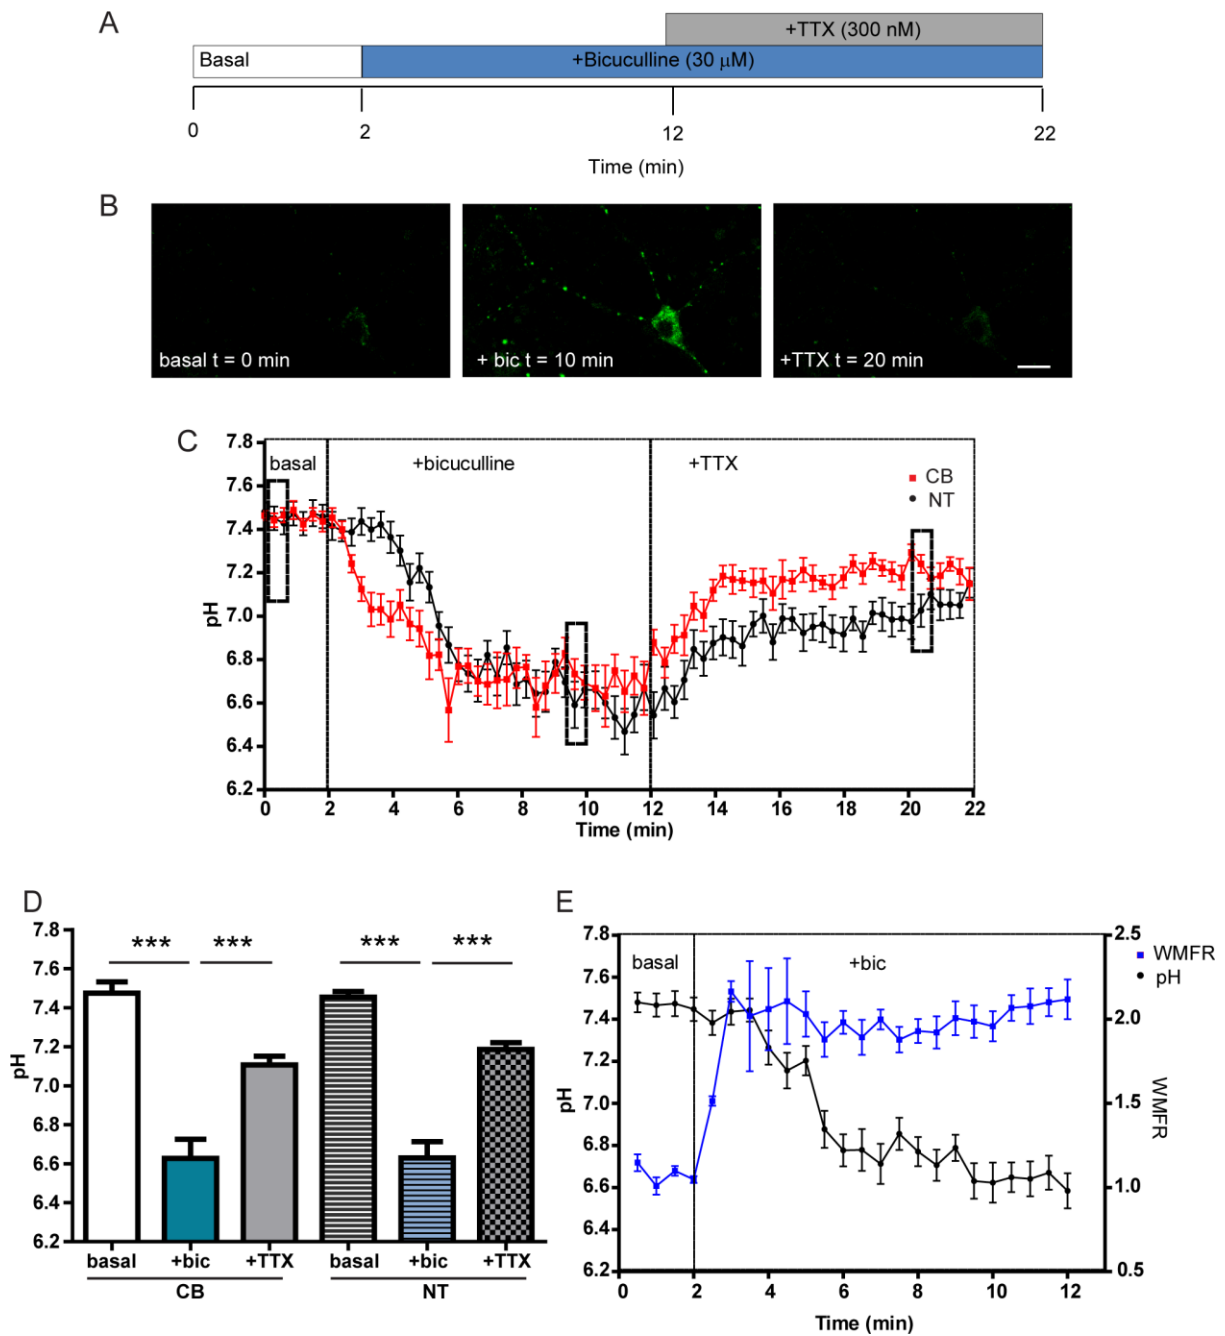 A
+TTX (300 nM)
Basal
+Bicuculline (30 µM)
0 2 12 22
Time (min)
B
basal t = 0 min
+ bic t = 10 min
+TTX t = 20 min
C
7.8
7.6
7.4
7.2
7.0
6.8
6.6
6.4
6.2
pH
basal
+bicuculline
+TTX
CB
NT
0 2 4 6 8 10 12 14 16 18 20 22
Time (min)
D
7.8
7.6
7.4
7.2
7.0
6.8
6.6
6.4
6.2
pH
*** *** *** ***
basal +bic +TTX basal +bic +TTX
CB NT
E
7.8
7.6
7.4
7.2
7.0
6.8
6.6
6.4
6.2
pH
basal
+bic
2.5
2.0
1.5
1.0
0.5
WMFR
WMFR
pH
0 2 4 6 8 10 12
Time (min)